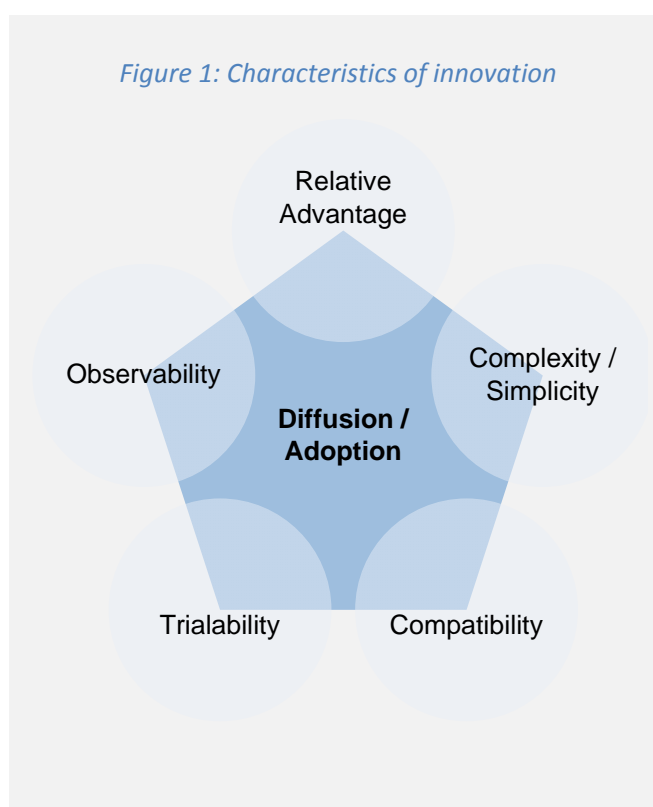 Figure 1: Characteristics of innovation
Relative
Advantage
Observability
Complexity /
Simplicity
Diffusion /
Adoption
Trialability
Compatibility